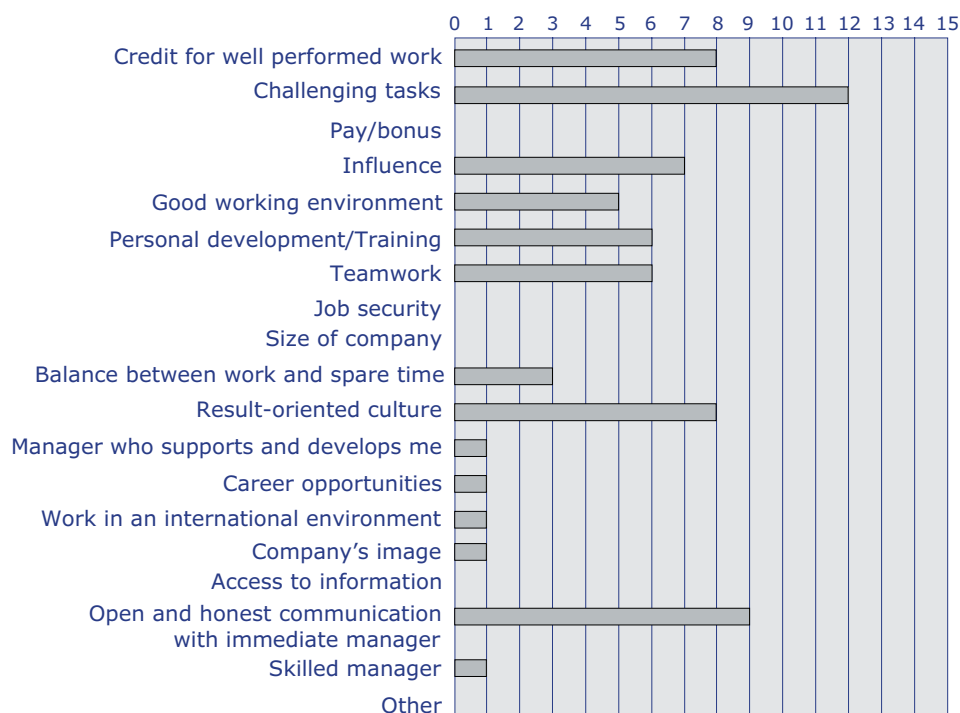 0 1 2 3 4 5 6 7 8 9 10 11 12 13 14 15
Credit for well performed work
Challenging tasks
Pay/bonus
Influence
Good working environment
Personal development/Training
Teamwork
Job security
Size of company
Balance between work and spare time
Result-oriented culture
Manager who supports and develops me
Career opportunities
Work in an international environment
Company’s image
Access to information
Open and honest communication
with immediate manager
Skilled manager
Other